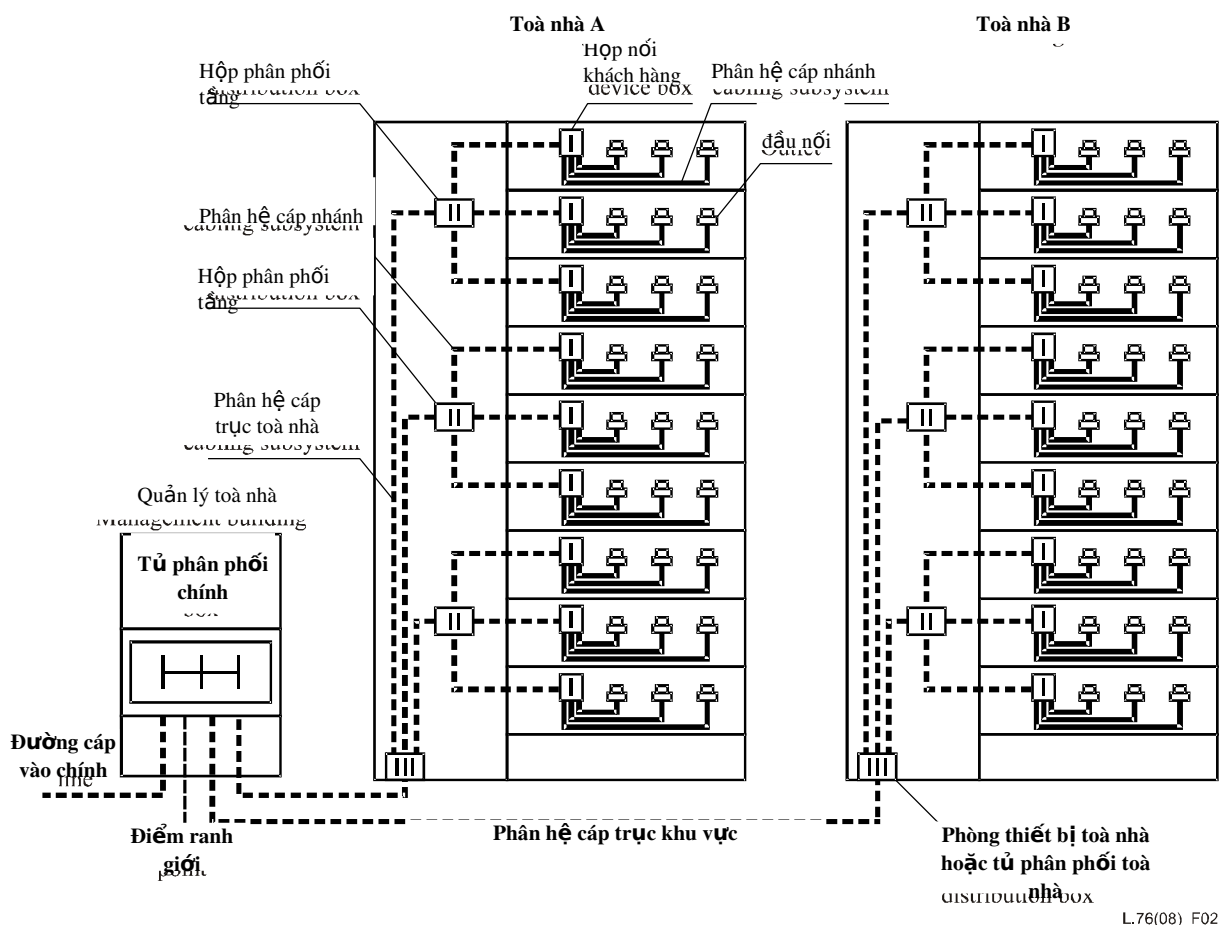 Toà nhà A
Toà nhà B
Hộp nối
khách hàng
device box
Hộp phân phối
tầng
distribution box
Phân hệ cáp nhánh
cabling subsystem
đầu nối
Outlet
Phân hệ cáp nhánh
cabling subsystem
Hộp phân phối
tầng
distribution box
Phân hệ cáp
trục toà nhà
cabling subsystem
Quản lý toà nhà
Management building
Tủ phân phối
chính
box
Đường cáp
vào chính
line
Điểm ranh
giới
point
Phân hệ cáp trục khu vực
Phòng thiết bị toà nhà
hoặc tủ phân phối toà
nhà
distribution box
L.76(08)_F02